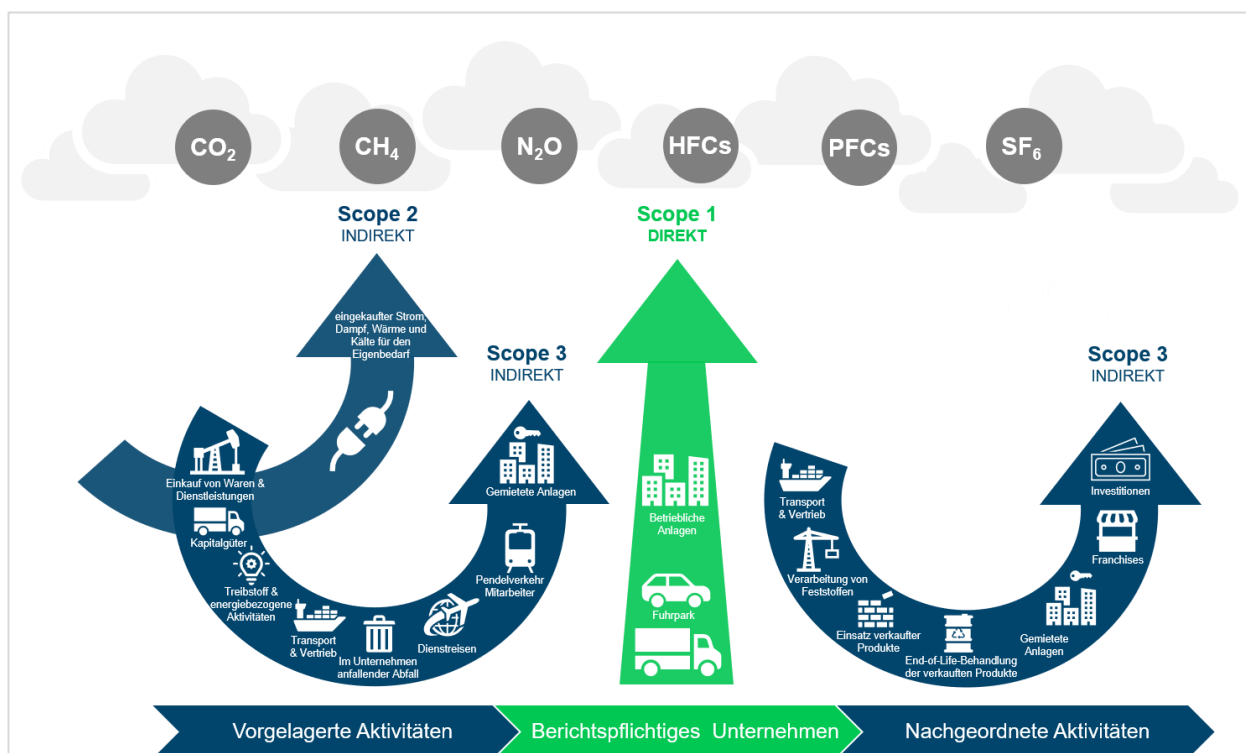 CO₂
CH₄
N₂O
HFCs
PFCs
SF₆
Scope 2
INDIREKT
Scope 1
DIREKT
eingekaufter Strom,
Dampf, Wärme und
Kälte für den
Eigenbedarf
Scope 3
INDIREKT
Scope 3
INDIREKT
Einkauf von Waren &
Dienstleistungen
Kapitalgüter
Treibstoff &
energiebezogene
Aktivitäten
Transport
& Vertrieb
Im Unternehmen
anfallender Abfall
Dienstreisen
Pendelverkehr
Mitarbeiter
Gemietete Anlagen
Betriebliche
Anlagen
Fuhrpark
Transport
& Vertrieb
Verarbeitung von
Feststoffen
Einsatz verkaufter
Produkte
End-of-Life-Behandlung
der verkauften Produkte
Gemietete
Anlagen
Franchises
Investitionen
Vorgelagerte Aktivitäten
Berichtspflichtiges Unternehmen
Nachgeordnete Aktivitäten